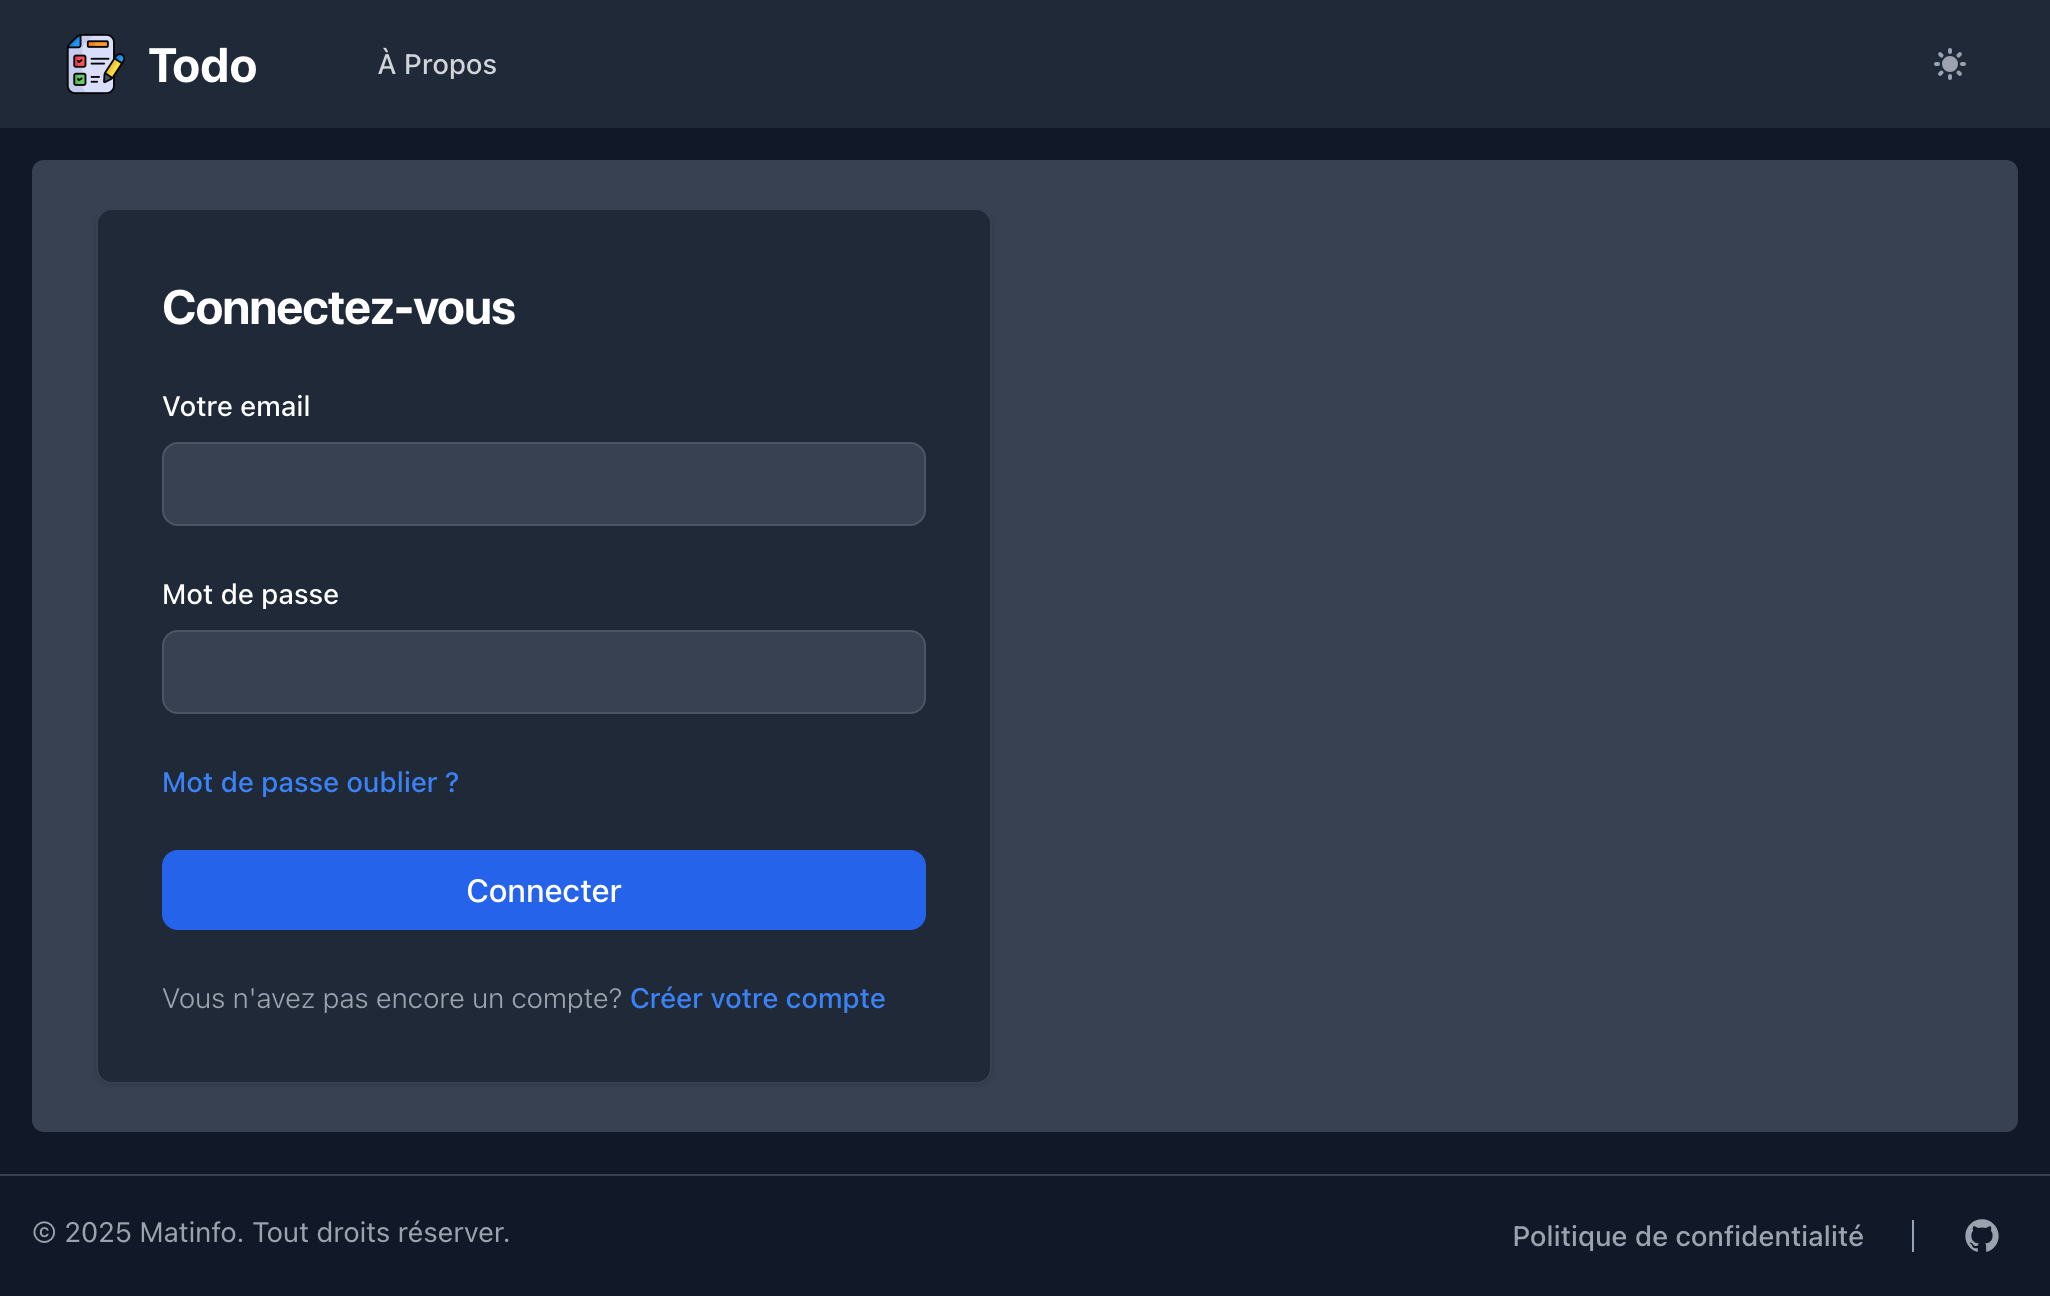 Todo
À Propos
Connectez-vous
Votre email
Mot de passe
Mot de passe oublier ?
Connecter
Vous n'avez pas encore un compte? Créer votre compte
© 2025 Matinfo. Tout droits réserver.
Politique de confidentialité